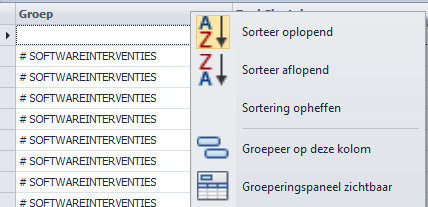 Groep
Sorteer oplopend
# SOFTWAREINTERVENTIES
Sorteer aflopend
# SOFTWAREINTERVENTIES
# SOFTWAREINTERVENTIES
Sortering opheffen
# SOFTWAREINTERVENTIES
# SOFTWAREINTERVENTIES
Groepeer op deze kolom
# SOFTWAREINTERVENTIES
Groeperingspaneel zichtbaar
# SOFTWAREINTERVENTIES